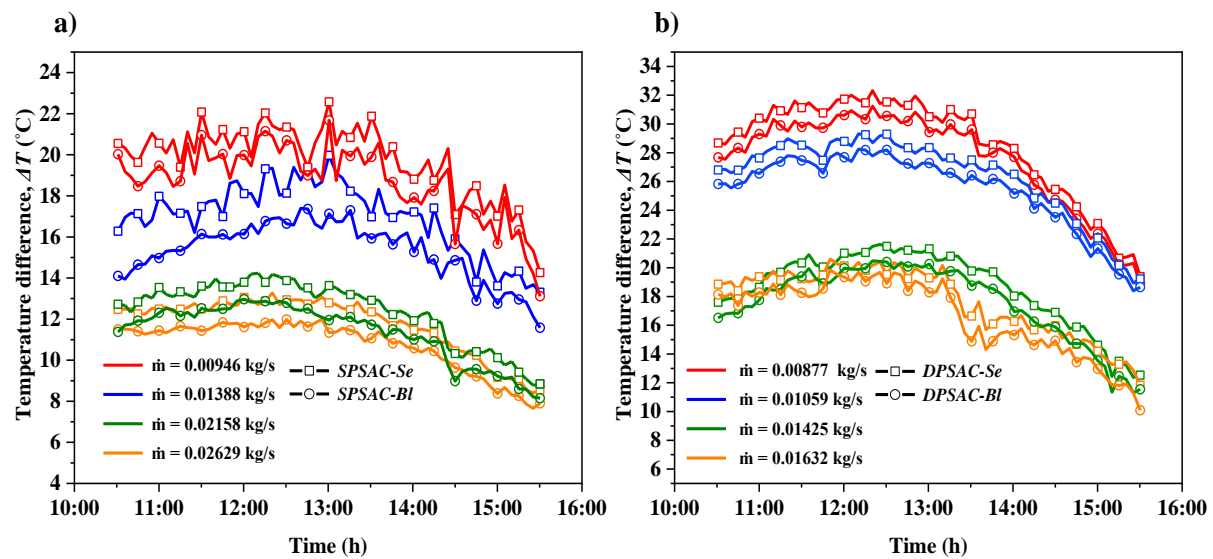 a)
Temperature difference, ΔT (°C)
24
22
20
18
16
14
12
10
8
6
4
ṁ = 0.00946 kg/s
SPSAC-Se
ṁ = 0.01388 kg/s
SPSAC-Bl
ṁ = 0.02158 kg/s
ṁ = 0.02629 kg/s
10:00 11:00 12:00 13:00 14:00 15:00 16:00
Time (h)
b)
Temperature difference, ΔT (°C)
34
32
30
28
26
24
22
20
18
16
14
12
10
8
6
ṁ = 0.00877 kg/s
DPSAC-Se
ṁ = 0.01059 kg/s
DPSAC-Bl
ṁ = 0.01425 kg/s
ṁ = 0.01632 kg/s
10:00 11:00 12:00 13:00 14:00 15:00 16:00
Time (h)